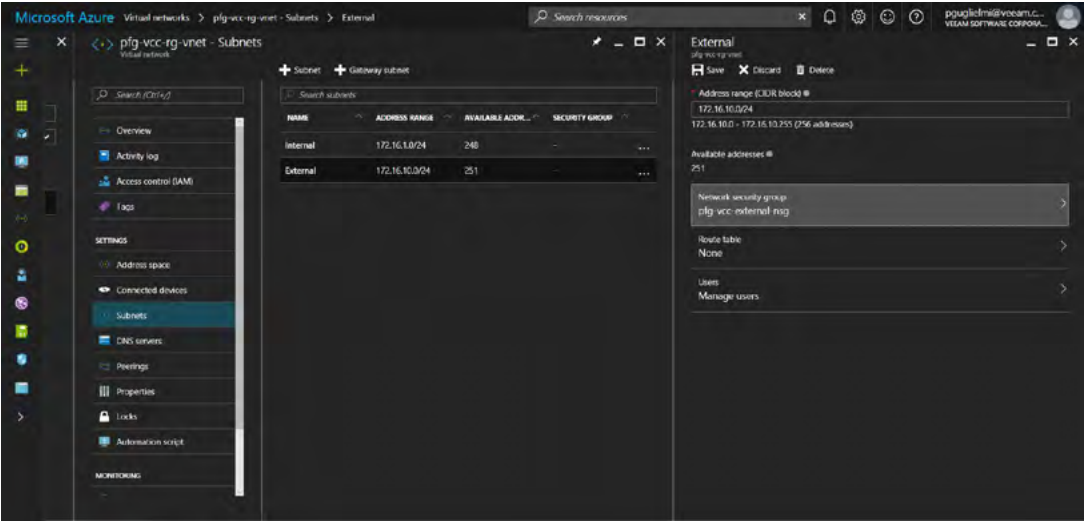 Microsoft Azure Virtual networks > pfg-vcc-rg-vnet - Subnets > External
Search resources
pguglielmi@veeam.c...
VEEAM SOFTWARE CORPORA...
pfg-vcc-rg-vnet - Subnets
Virtual network
Search (Ctrl+/)
Overview
Activity log
Access control (IAM)
Tags
SETTINGS
Address space
Connected devices
Subnets
DNS servers
Peerings
Properties
Locks
Automation script
MONITORING
Subnet Gateway subnet
Search subnets
NAME ADDRESS RANGE AVAILABLE ADDR... SECURITY GROUP
Internal 172.16.1.0/24 248 - ...
External 172.16.10.0/24 251 - ...
External
pfg-vcc-rg-vnet
Save Discard Delete
* Address range (CIDR block)
172.16.10.0/24
172.16.10.0 - 172.16.10.255 (256 addresses)
Available addresses
251
Network security group
pfg-vcc-external-nsg
Route table
None
Users
Manage users